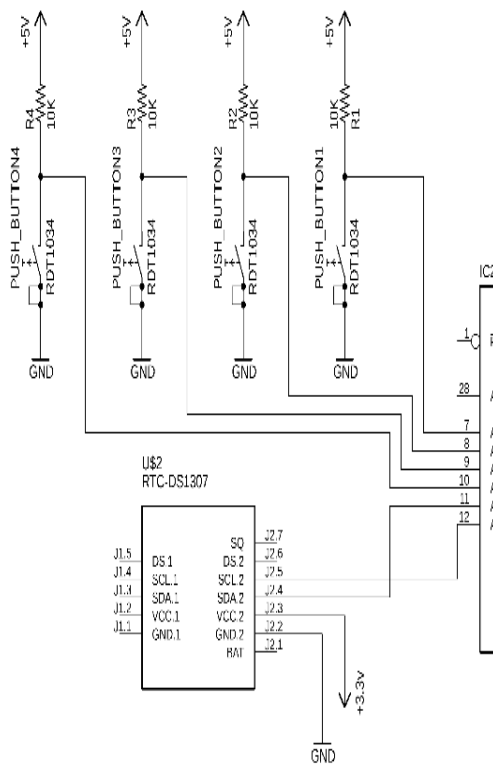 +5V
+5V
+5V
+5V
R4
10K
R3
10K
R2
10K
10K
R1
PUSH_BUTTON4
RDT1034
PUSH_BUTTON3
RDT1034
PUSH_BUTTON2
RDT1034
PUSH_BUTTON1
RDT1034
GND
GND
GND
GND
IC2
1
28
7
8
9
10
11
12
U$2
RTC-DS1307
SQ J2.7
J1.5 DS.1 DS.2 J2.6
J1.4 SCL.1 SCL.2 J2.5
J1.3 SDA.1 SDA.2 J2.4
J1.2 VCC.1 VCC.2 J2.3
J1.1 GND.1 GND.2 J2.2
BAT J2.1
+3.3V
GND